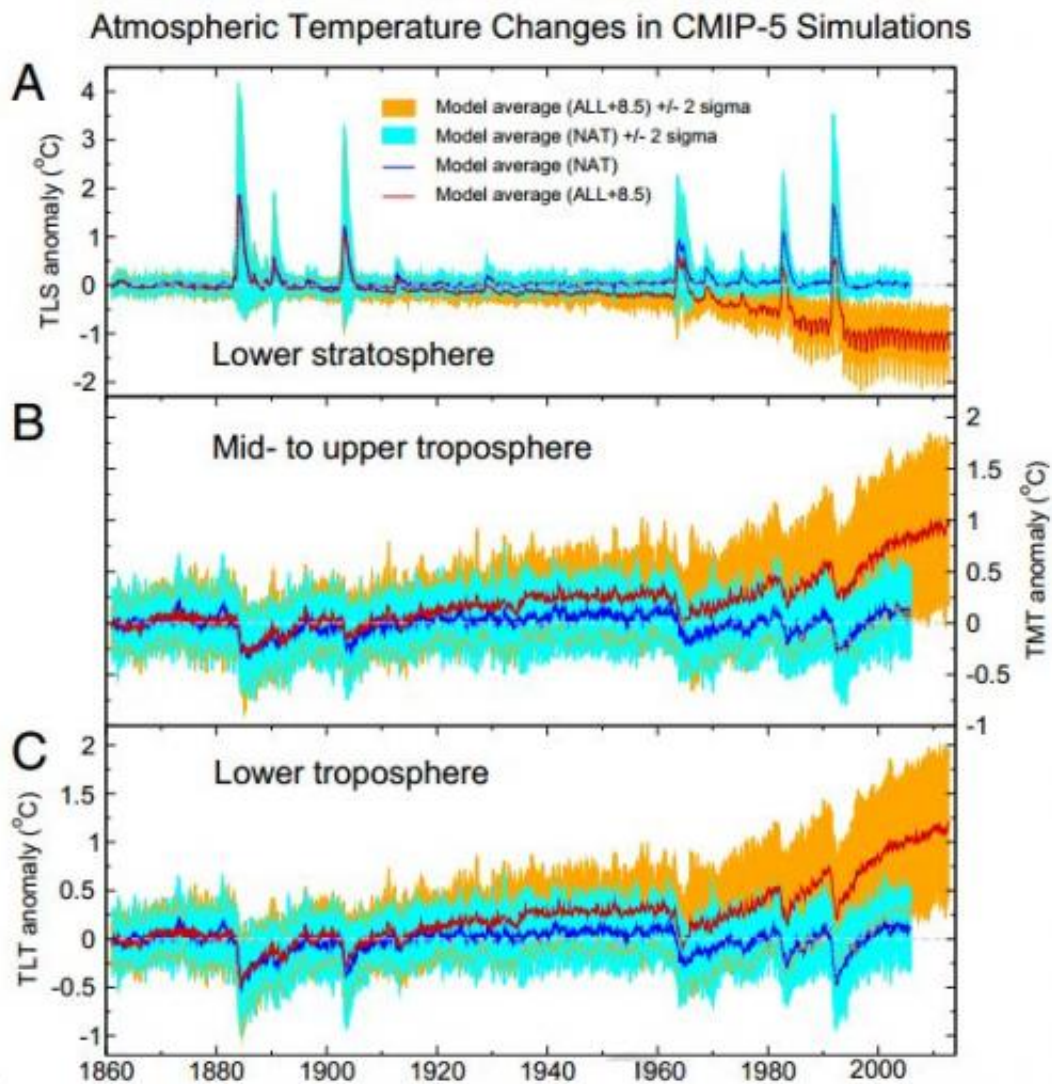 Atmospheric Temperature Changes in CMIP-5 Simulations
A
TLS anomaly (°C)
4
3
2
1
0
-1
-2
Model average (ALL+8.5) +/- 2 sigma
Model average (NAT) +/- 2 sigma
Model average (NAT)
Model average (ALL+8.5)
Lower stratosphere
B
Mid- to upper troposphere
2
1.5
1
0.5
0
-0.5
-1
TMT anomaly (°C)
C
TLT anomaly (°C)
2
1.5
1
0.5
0
-0.5
-1
Lower troposphere
1860 1880 1900 1920 1940 1960 1980 2000